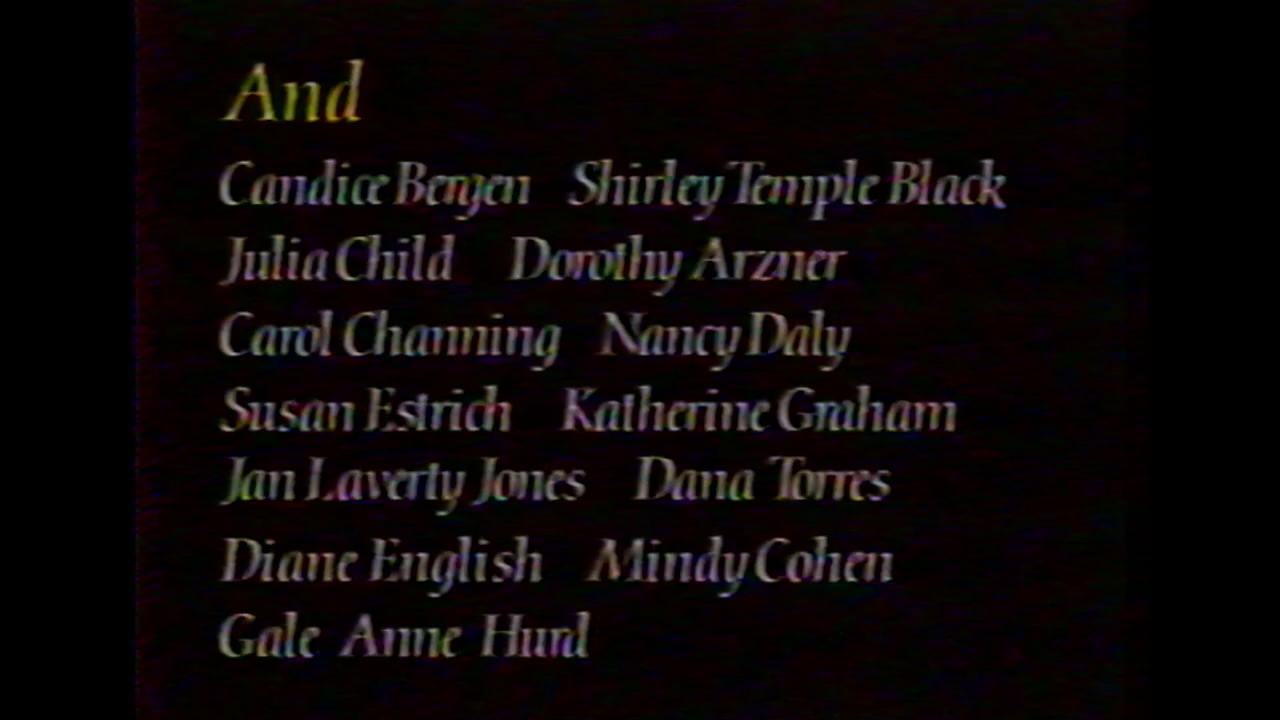 And
Candice Bergen Shirley Temple Black
Julia Child Dorothy Arzner
Carol Channing Nancy Daly
Susan Estrich Katherine Graham
Jan Laverty Jones Dana Torres
Diane English Mindy Cohen
Gale Anne Hurd